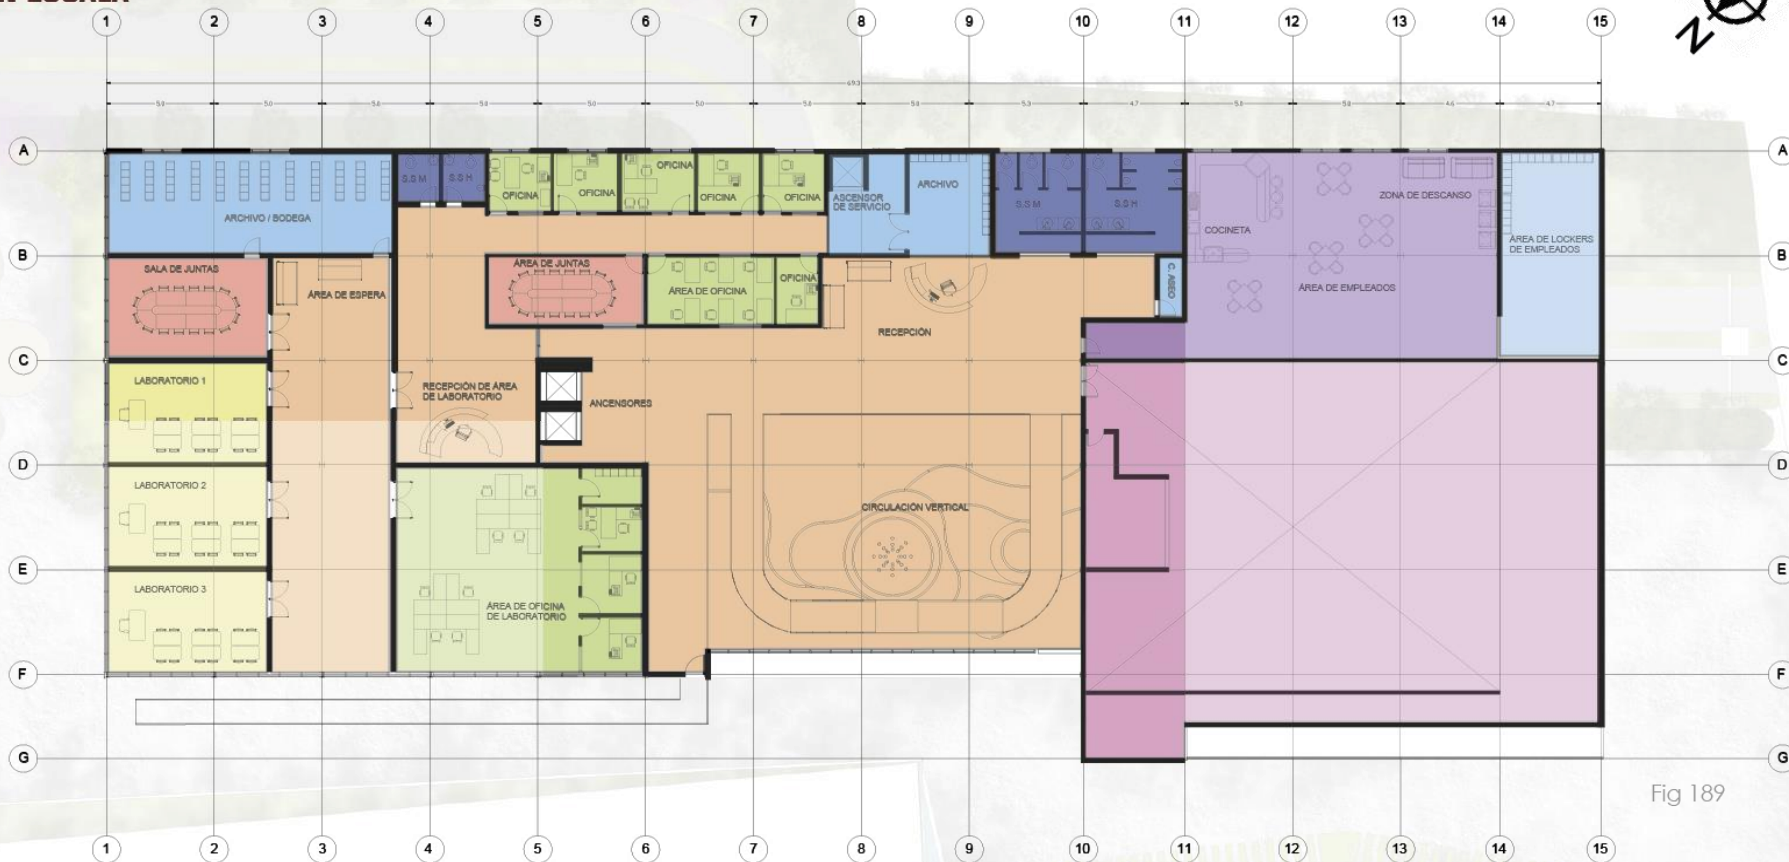 1 2 3 4 5 6 7 8 9 10 11 12 13 14 15
N
69.3
A
A
S.S M
S.S H
OFICINA
OFICINA
OFICINA
OFICINA
OFICINA
ASCENSOR
DE SERVICIO
ARCHIVO
S.S M
S.S H
ZONA DE DESCANSO
ARCHIVO / BODEGA
COCINETA
ÁREA DE LOCKERS
DE EMPLEADOS
B
B
SALA DE JUNTAS
ÁREA DE ESPERA
ÁREA DE JUNTAS
ÁREA DE OFICINA
OFICINA
C. ASEO
ÁREA DE EMPLEADOS
RECEPCIÓN
C
C
LABORATORIO 1
RECEPCIÓN DE ÁREA
DE LABORATORIO
ANCENSORES
D
D
LABORATORIO 2
CIRCULACIÓN VERTICAL
E
E
LABORATORIO 3
ÁREA DE OFICINA
DE LABORATORIO
F
F
G
G
Fig 189
1 2 3 4 5 6 7 8 9 10 11 12 13 14 15